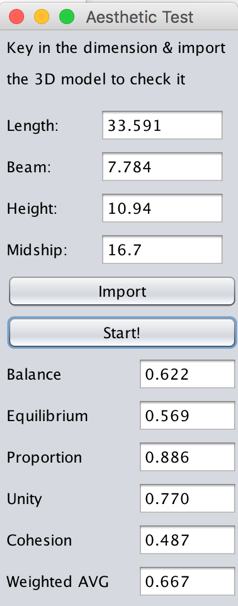 Aesthetic Test
Key in the dimension & import
the 3D model to check it
Length: 33.591
Beam: 7.784
Height: 10.94
Midship: 16.7
Import
Start!
Balance 0.622
Equilibrium 0.569
Proportion 0.886
Unity 0.770
Cohesion 0.487
Weighted AVG 0.667